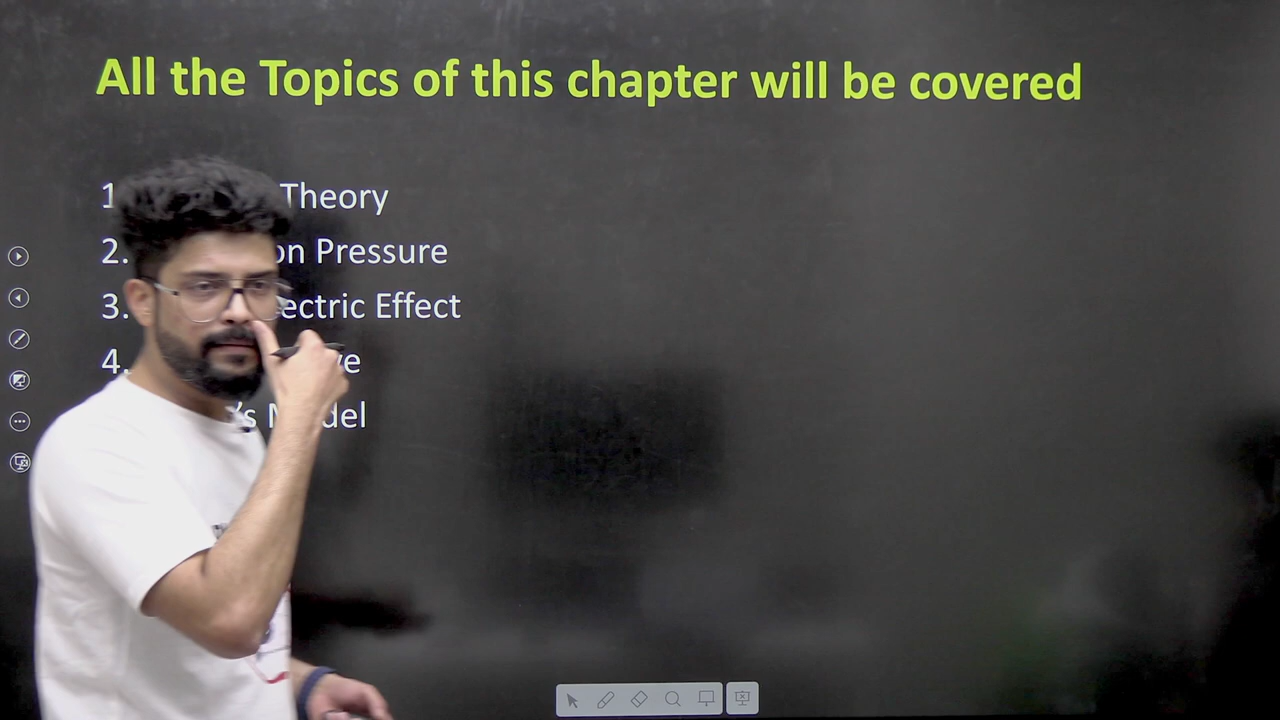 All the Topics of this chapter will be covered
1 Theory
2. on Pressure
3. ectric Effect
4. ve
's Model